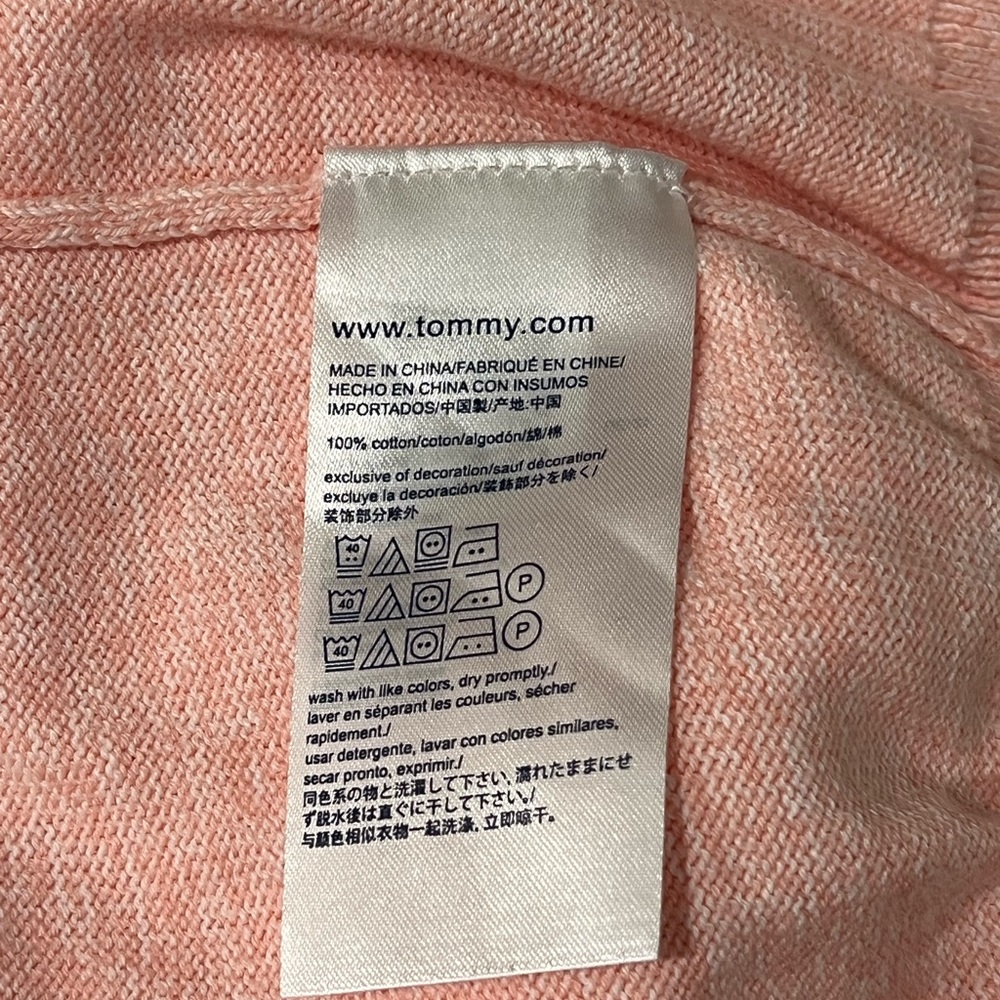 www.tommy.com
MADE IN CHINA/FABRIQUÉ EN CHINE/
HECHO EN CHINA CON INSUMOS
IMPORTADOS/中国製/产地:中国
100% cotton/coton/algodón/綿/棉
exclusive of decoration/sauf décoration/
excluye la decoración/装飾部分を除く/
装饰部分除外
40
40 P
40 P
wash with like colors, dry promptly./
laver en séparant les couleurs, sécher
rapidement./
usar detergente, lavar con colores similares,
secar pronto, exprimir./
同色系の物と洗濯して下さい, 濡れたままにせ
ず脱水後は直ぐに干して下さい。/
与颜色相似衣物一起洗涤, 立即晾干。